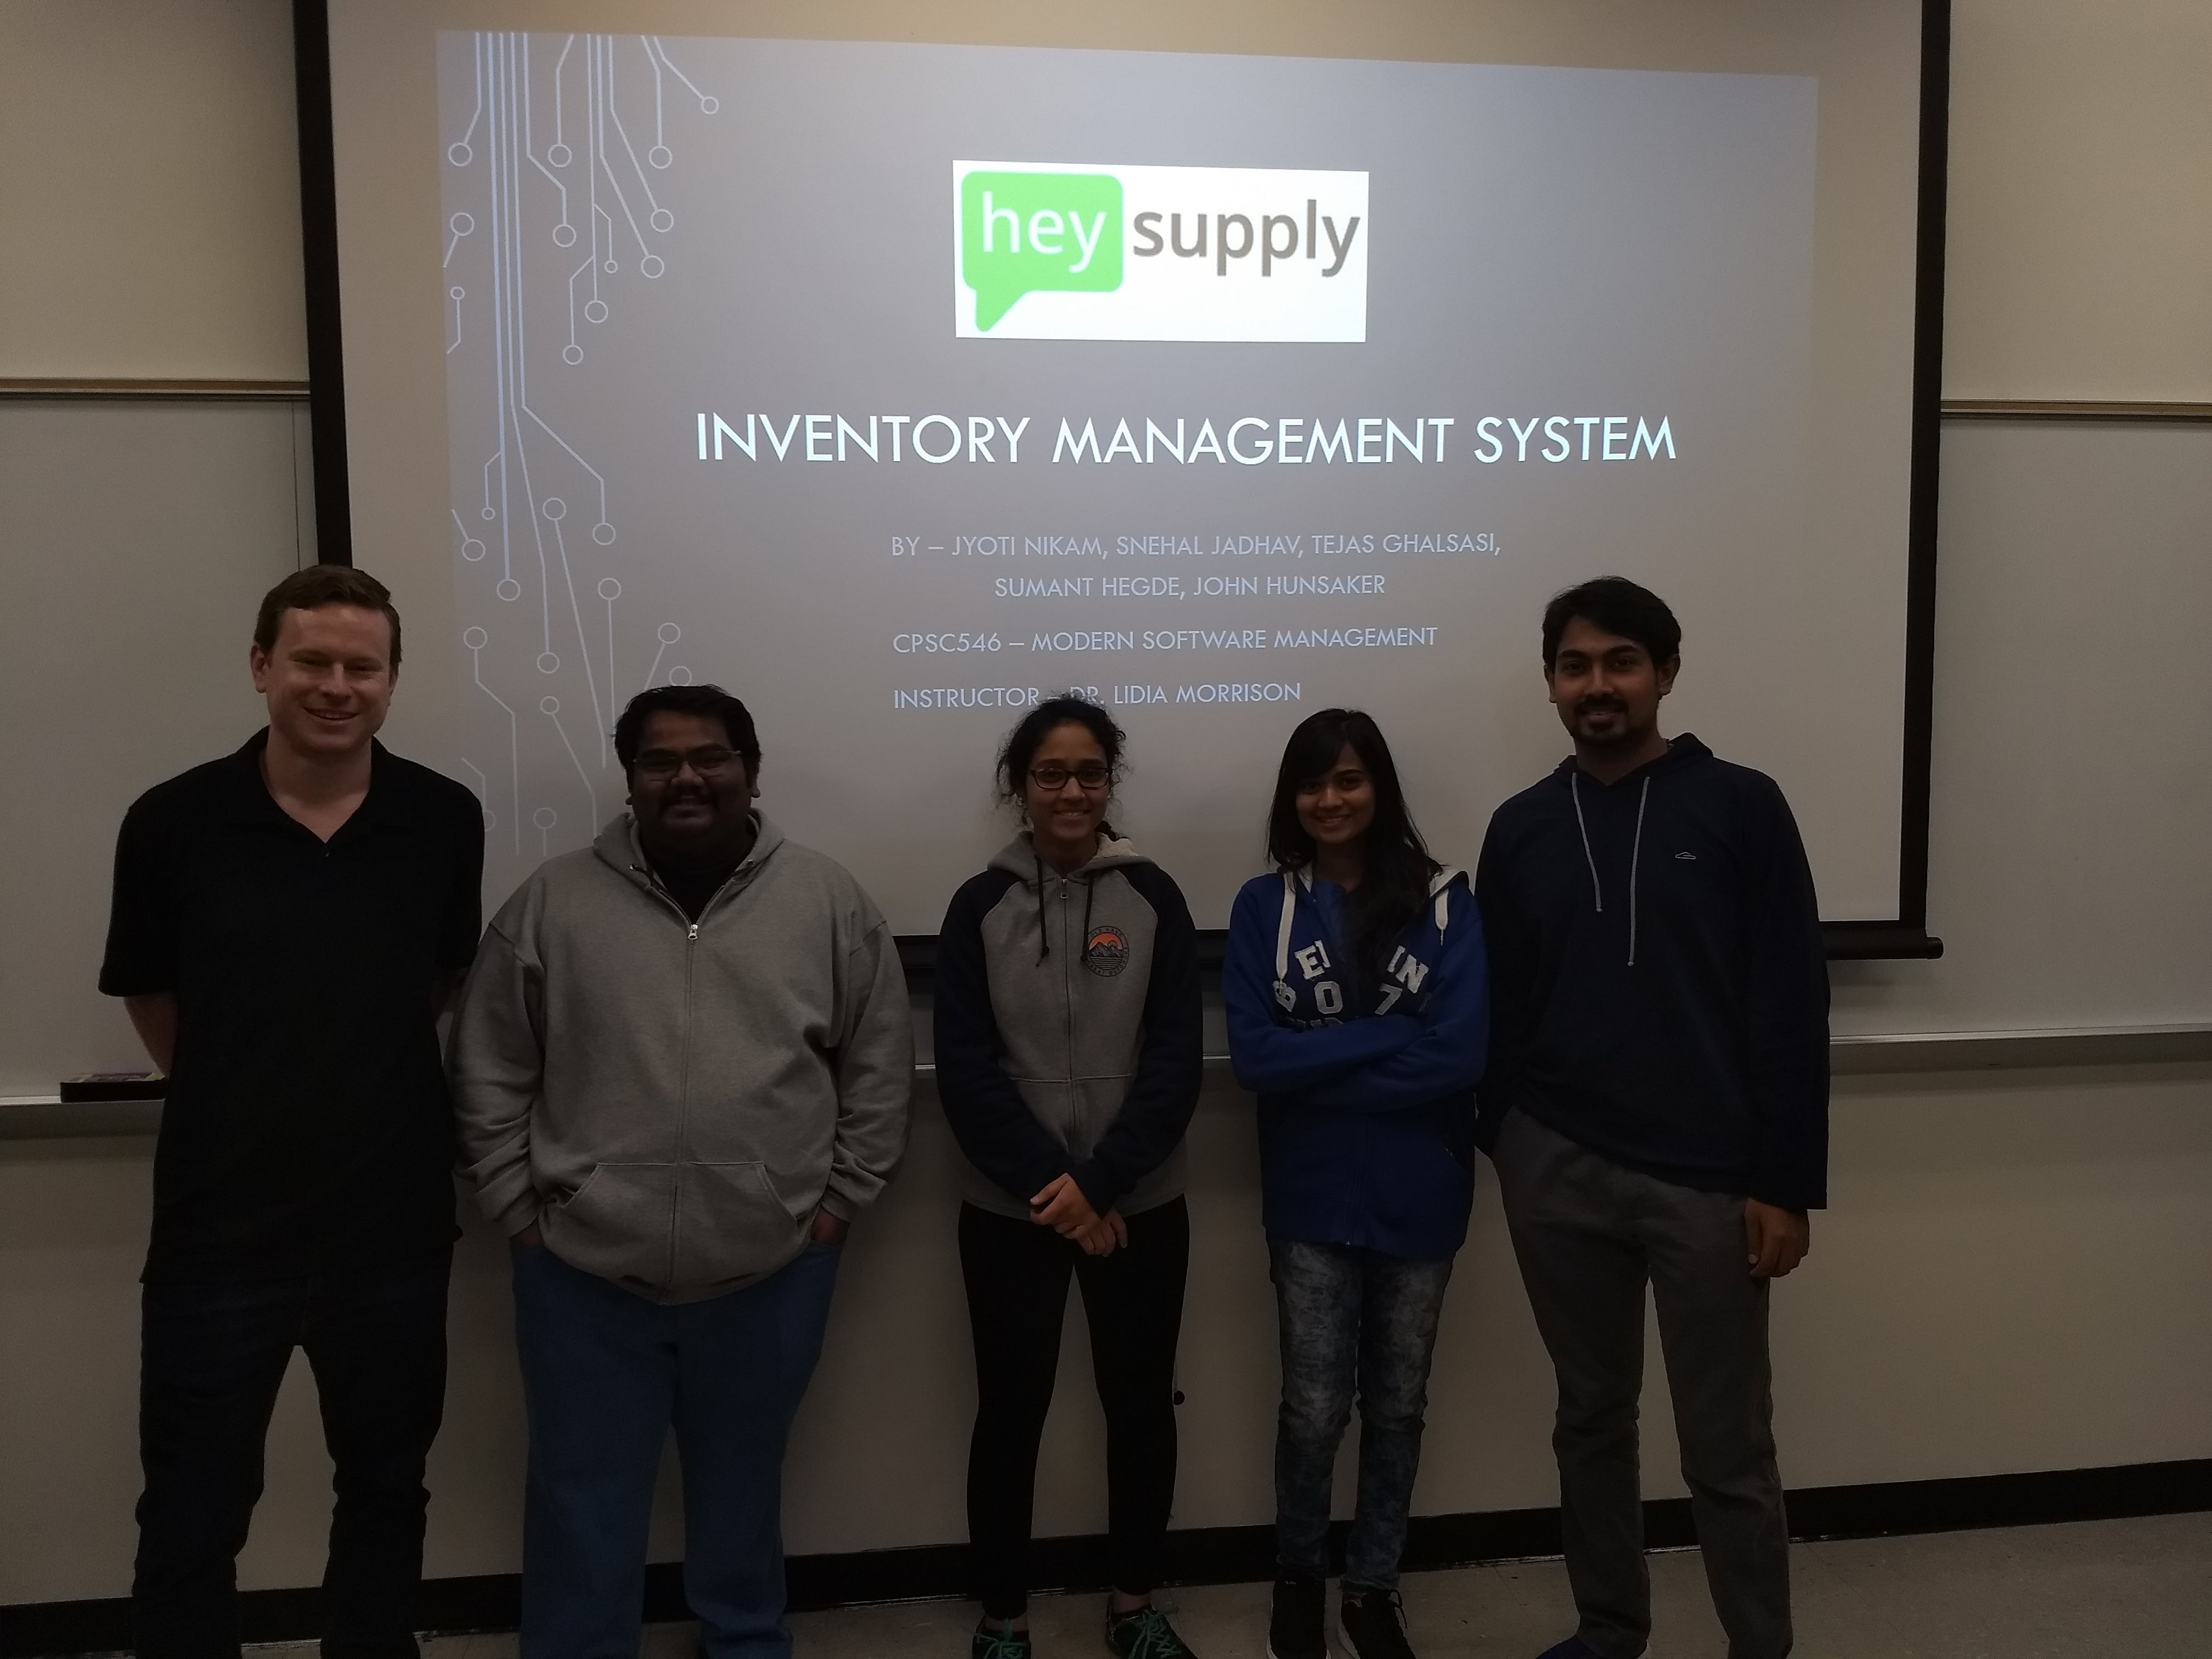 hey supply
INVENTORY MANAGEMENT SYSTEM
BY – JYOTI NIKAM, SNEHAL JADHAV, TEJAS GHALSASI,
SUMANT HEGDE, JOHN HUNSAKER
CPSC546 – MODERN SOFTWARE MANAGEMENT
INSTRUCTOR – DR. LIDIA MORRISON